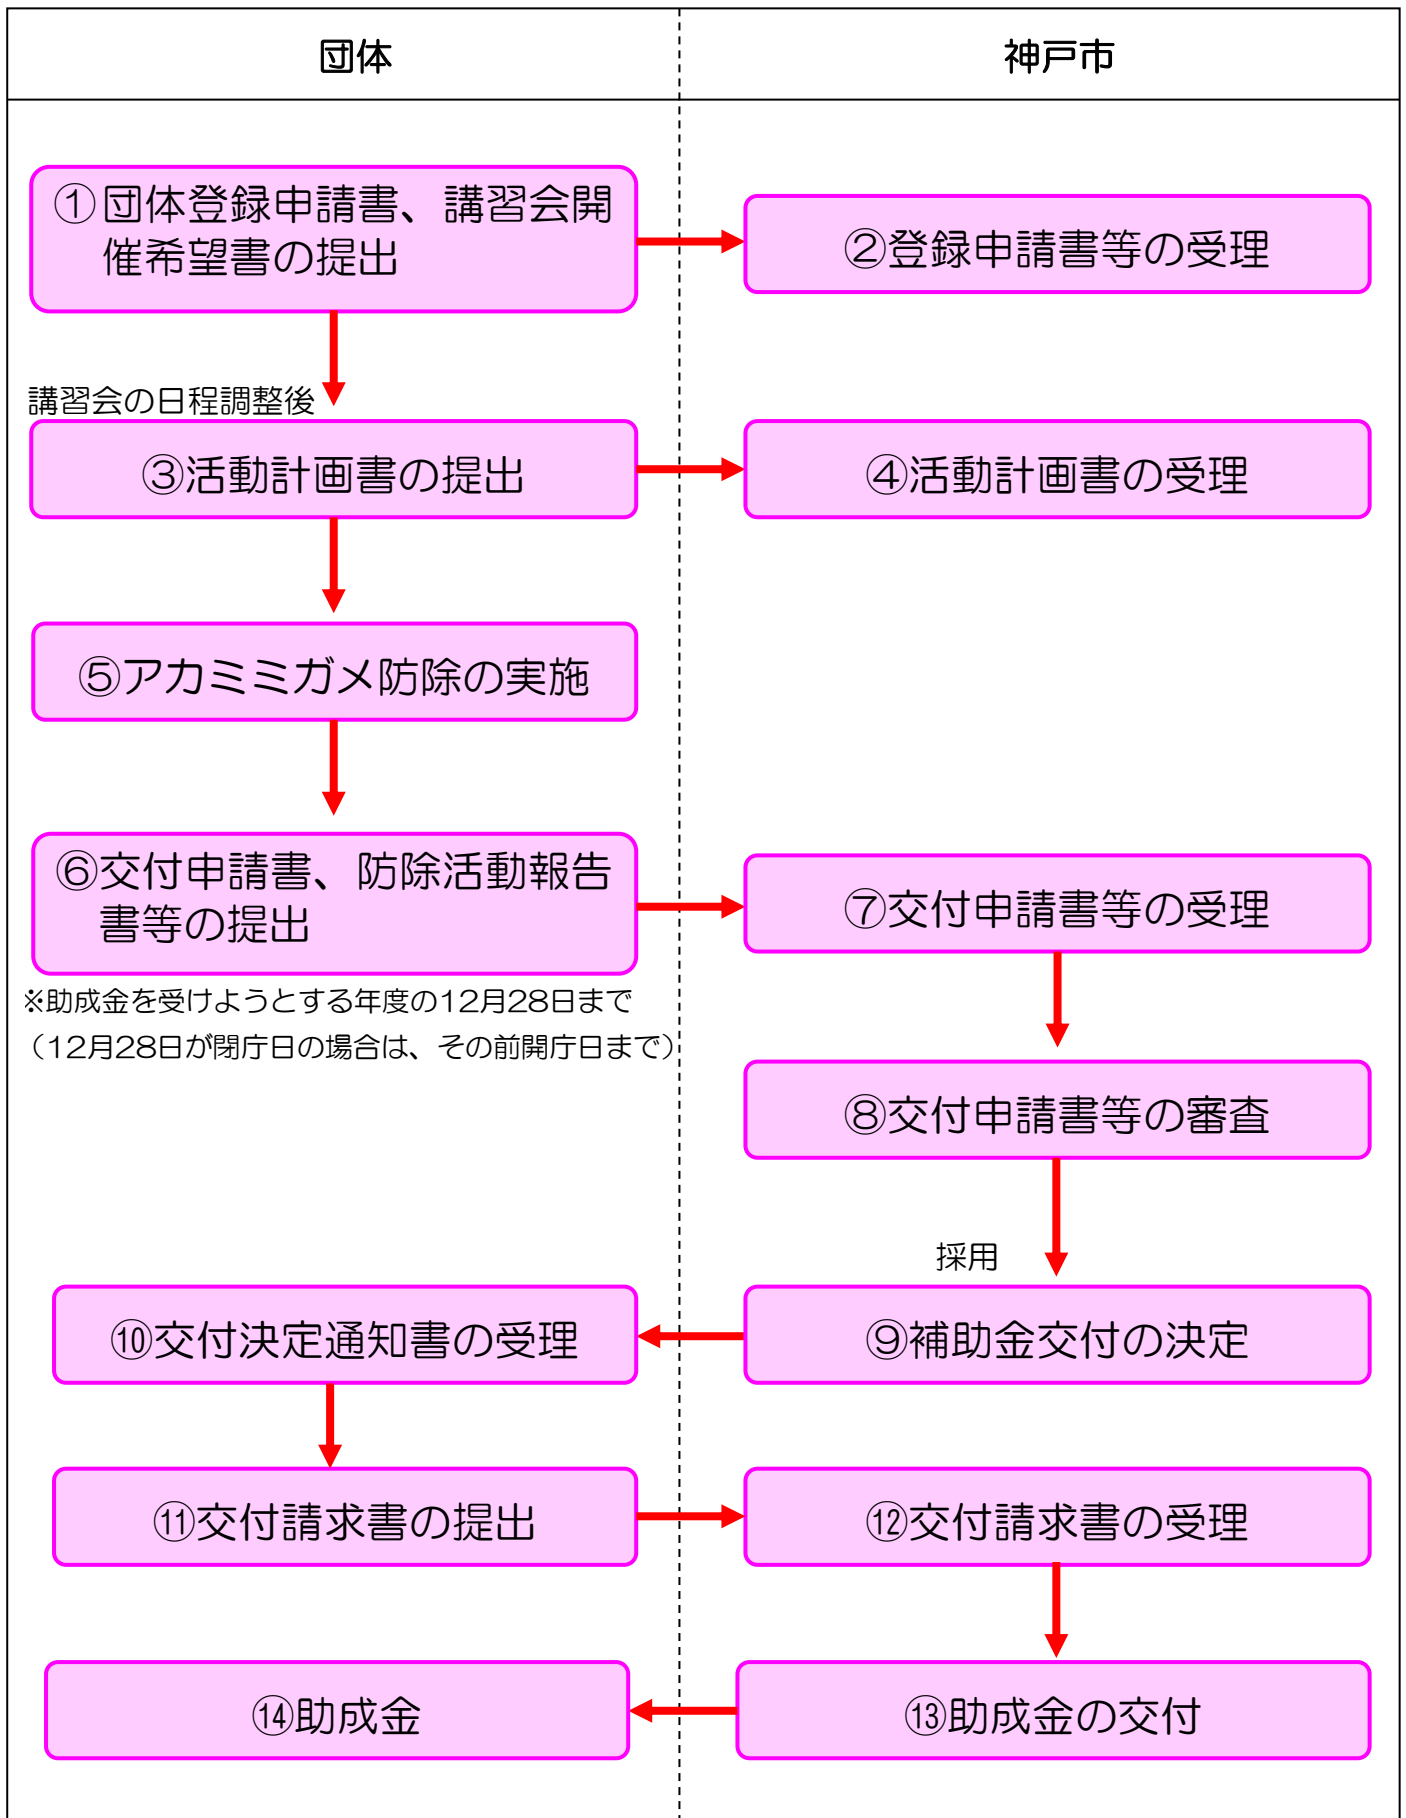 団体
神戸市
①団体登録申請書、講習会開
催希望書の提出
②登録申請書等の受理
講習会の日程調整後
③活動計画書の提出
④活動計画書の受理
⑤アカミミガメ防除の実施
⑥交付申請書、防除活動報告
書等の提出
⑦交付申請書等の受理
※助成金を受けようとする年度の12月28日まで
（12月28日が閉庁日の場合は、その前開庁日まで）
⑧交付申請書等の審査
採用
⑩交付決定通知書の受理
⑨補助金交付の決定
⑪交付請求書の提出
⑫交付請求書の受理
⑭助成金
⑬助成金の交付